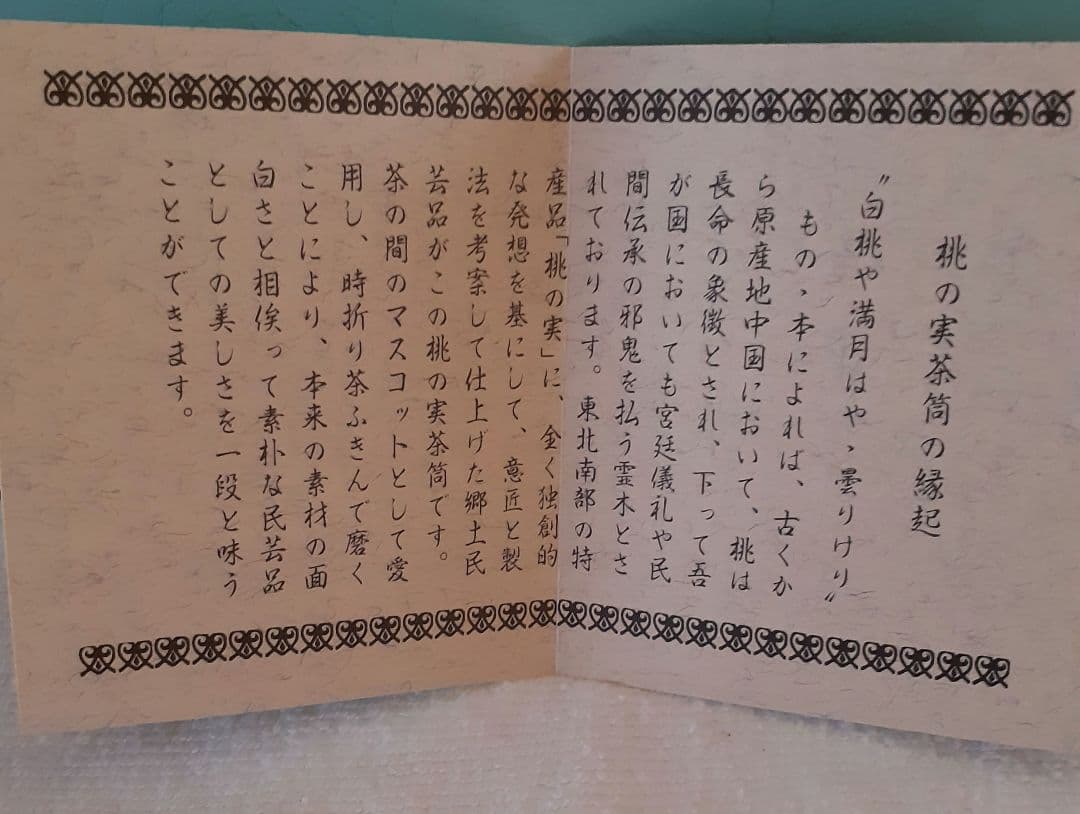 桃の実茶筒の縁起
〝白桃や満月はやゝ曇りけり〟
ものゝ本によれば、古くか
ら原産地中国において、桃は
長命の象徴とされ、下って吾
が国においても宮廷儀礼や民
間伝承の邪鬼を払う霊木とさ
れております。東北南部の特
産品「桃の実」に、全く独創的
な発想を基にして、意匠と製
法を考案して仕上げた郷土民
芸品がこの桃の実茶筒です。
茶の間のマスコットとして愛
用し、時折り茶ふきんで磨く
ことにより、本来の素材の面
白さと相俟って素朴な民芸品
としての美しさを一段と味う
ことができます。